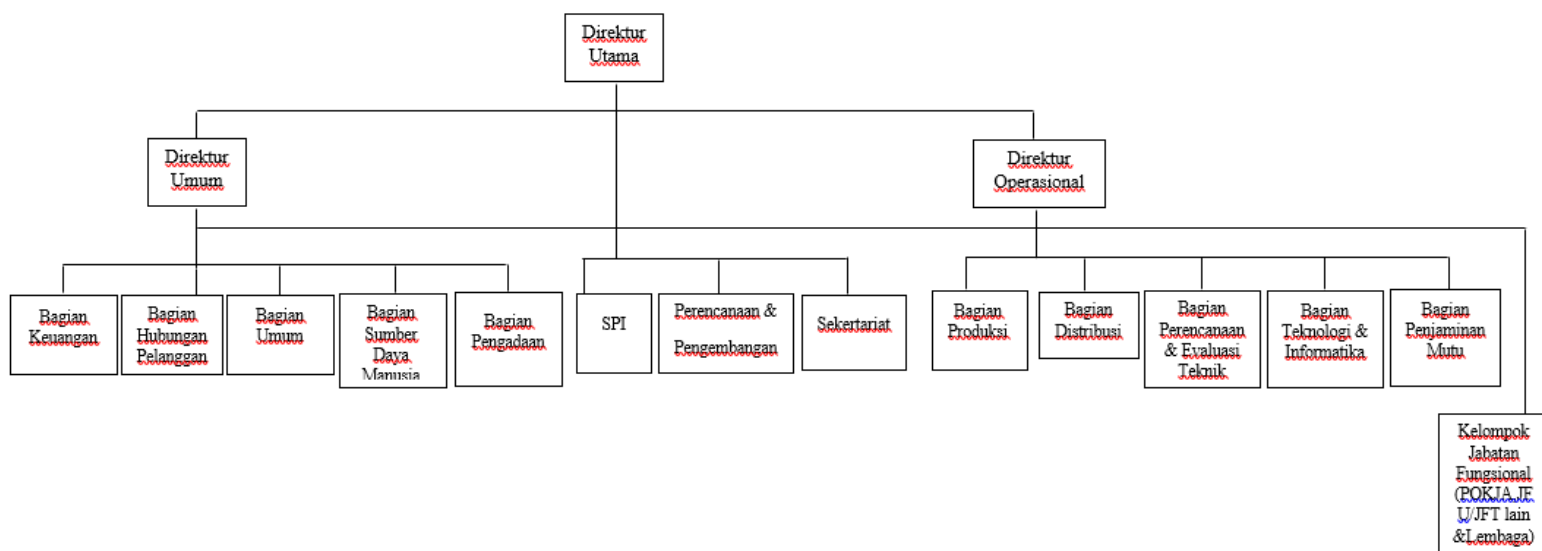 Direktur
Utama
Direktur
Umum
Direktur
Operasional
Bagian
Keuangan
Bagian
Hubungan
Pelanggan
Bagian
Umum
Bagian
Sumber
Daya
Manusia
Bagian
Pengadaan
SPI
Perencanaan &
Pengembangan
Sekertariat
Bagian
Produksi
Bagian
Distribusi
Bagian
Perencanaan
& Evaluasi
Teknik
Bagian
Teknologi &
Informatika
Bagian
Penjaminan
Mutu
Kelompok
Jabatan
Fungsional
(POKJA,JF
U/JFT lain
&Lembaga)